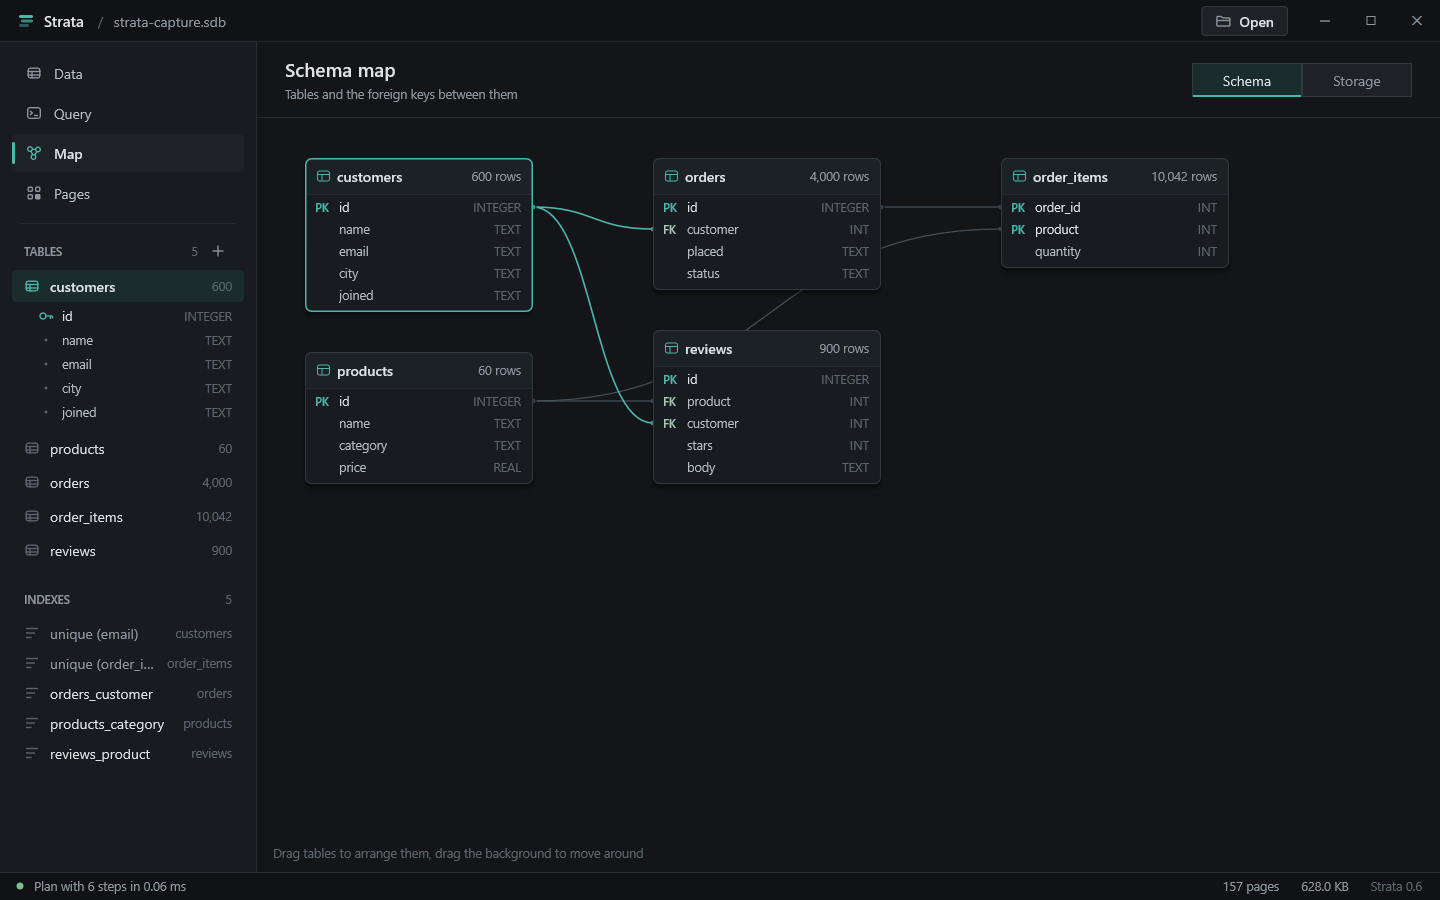 Strata / strata-capture.sdb
Open
Data
Query
Map
Pages
TABLES 5
customers 600
id INTEGER
name TEXT
email TEXT
city TEXT
joined TEXT
products 60
orders 4,000
order_items 10,042
reviews 900
INDEXES 5
unique (email) customers
unique (order_i... order_items
orders_customer orders
products_category products
reviews_product reviews
Schema map
Tables and the foreign keys between them
Schema Storage
customers 600 rows
PK id INTEGER
name TEXT
email TEXT
city TEXT
joined TEXT
orders 4,000 rows
PK id INTEGER
FK customer INT
placed TEXT
status TEXT
order_items 10,042 rows
PK order_id INT
PK product INT
quantity INT
products 60 rows
PK id INTEGER
name TEXT
category TEXT
price REAL
reviews 900 rows
PK id INTEGER
FK product INT
FK customer INT
stars INT
body TEXT
Drag tables to arrange them, drag the background to move around
Plan with 6 steps in 0.06 ms
157 pages 628.0 KB Strata 0.6